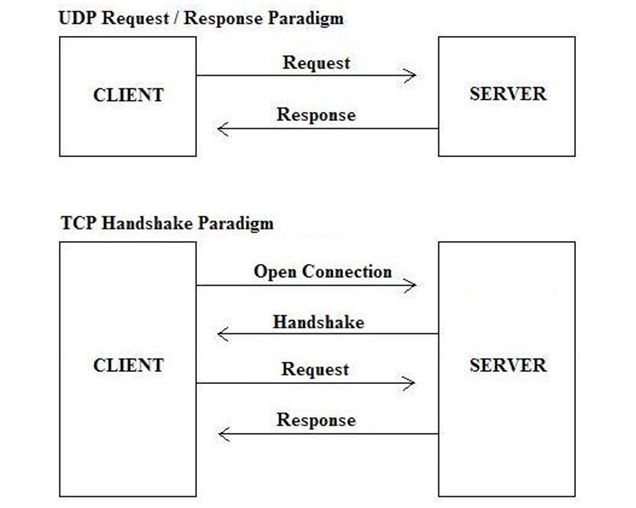 UDP Request / Response Paradigm
CLIENT
Request
Response
SERVER
TCP Handshake Paradigm
CLIENT
Open Connection
Handshake
Request
Response
SERVER